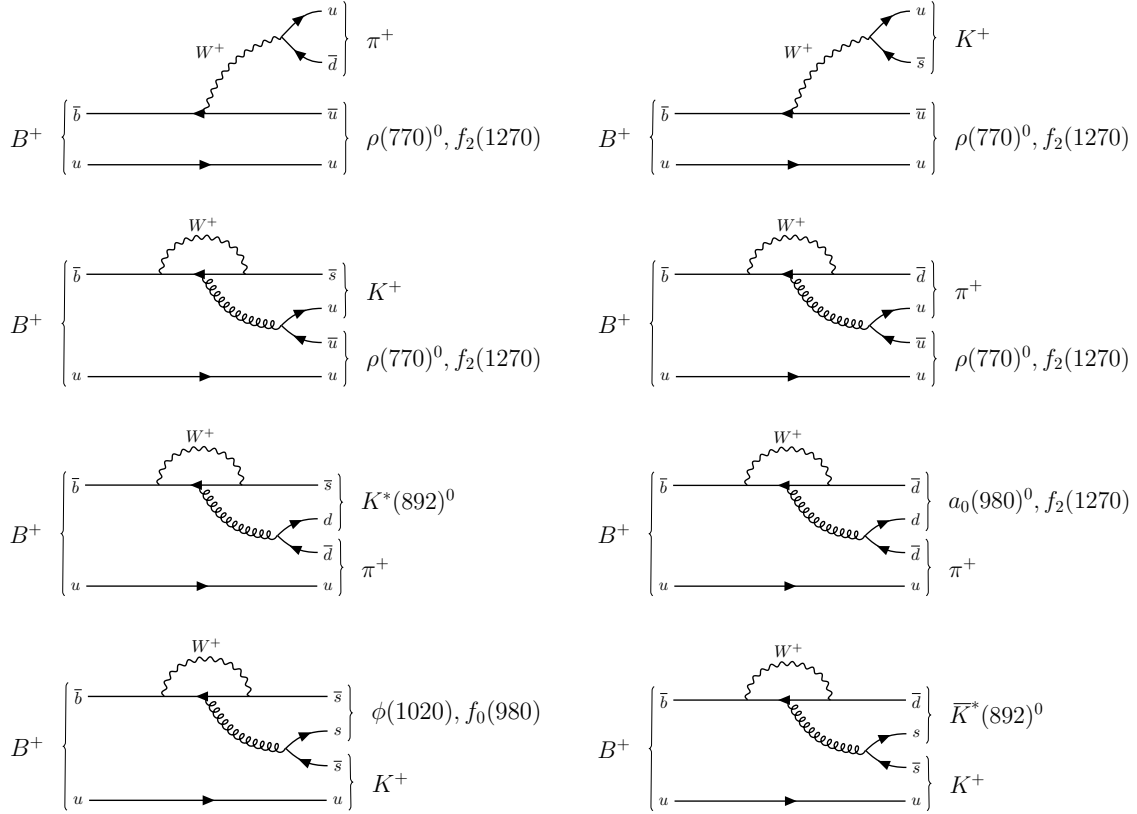 u
W⁺
π⁺
d̅
b̅
u̅
B⁺
ρ(770)⁰, f₂(1270)
u
u
u
W⁺
K⁺
s̅
b̅
u̅
B⁺
ρ(770)⁰, f₂(1270)
u
u
W⁺
b̅
s̅
K⁺
u
B⁺
u̅
ρ(770)⁰, f₂(1270)
u
u
W⁺
b̅
d̅
π⁺
u
B⁺
u̅
ρ(770)⁰, f₂(1270)
u
u
W⁺
b̅
s̅
K*(892)⁰
d
B⁺
d̅
π⁺
u
u
W⁺
b̅
d̅
a₀(980)⁰, f₂(1270)
d
B⁺
d̅
π⁺
u
u
W⁺
b̅
s̅
ϕ(1020), f₀(980)
s
B⁺
s̅
K⁺
u
u
W⁺
b̅
d̅
K̅*(892)⁰
s
B⁺
s̅
K⁺
u
u